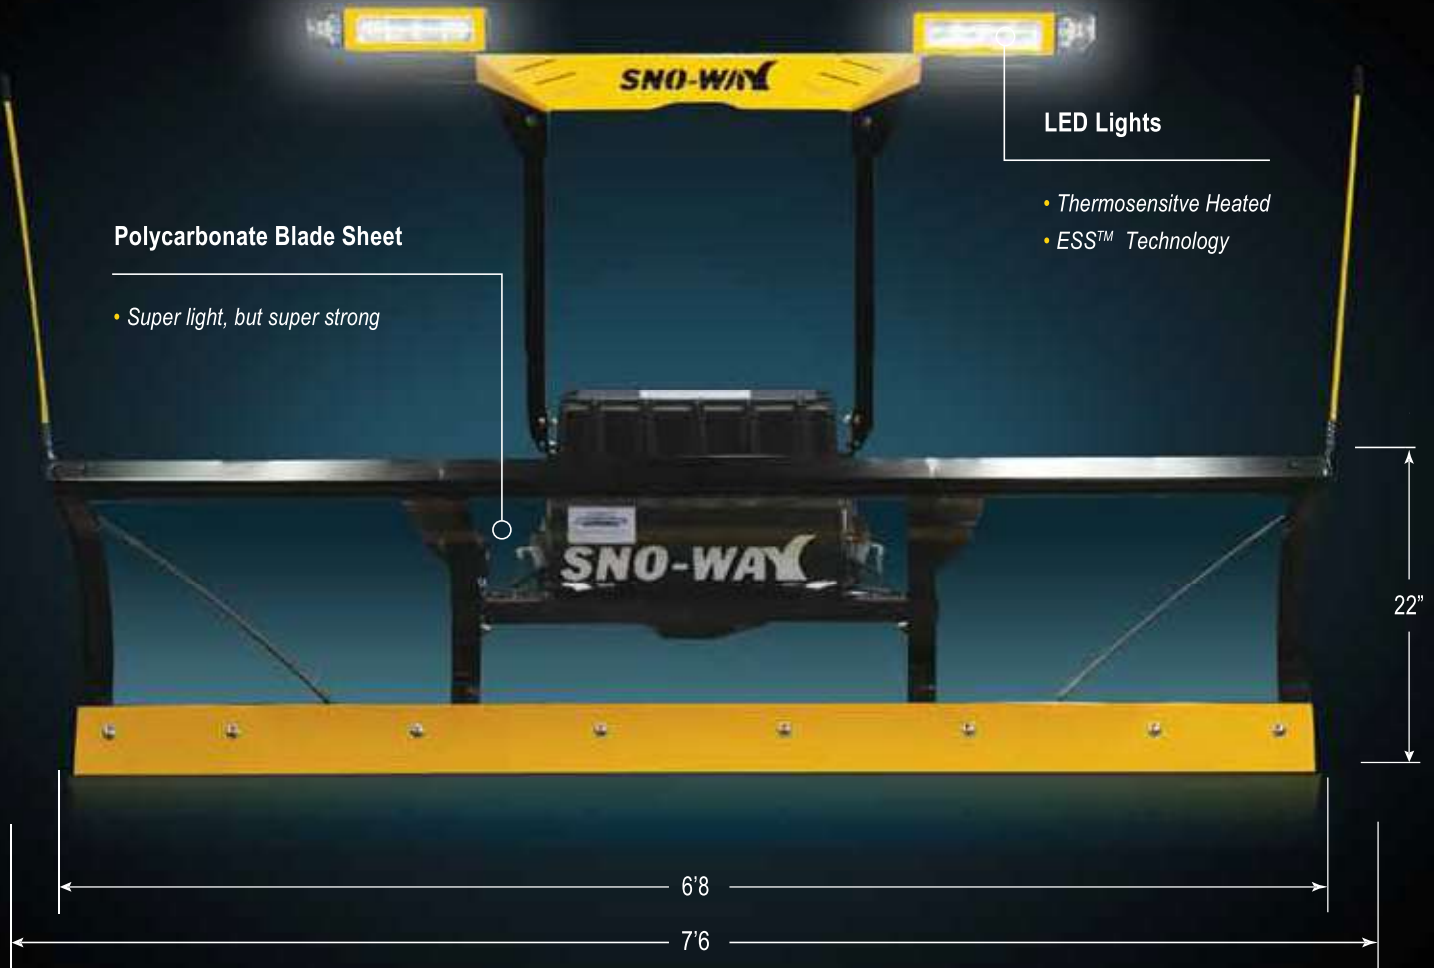 SNO-WAY
LED Lights
• Thermosensitve Heated
• ESS™ Technology
Polycarbonate Blade Sheet
• Super light, but super strong
SNO-WAY
22”
6’8
7’6